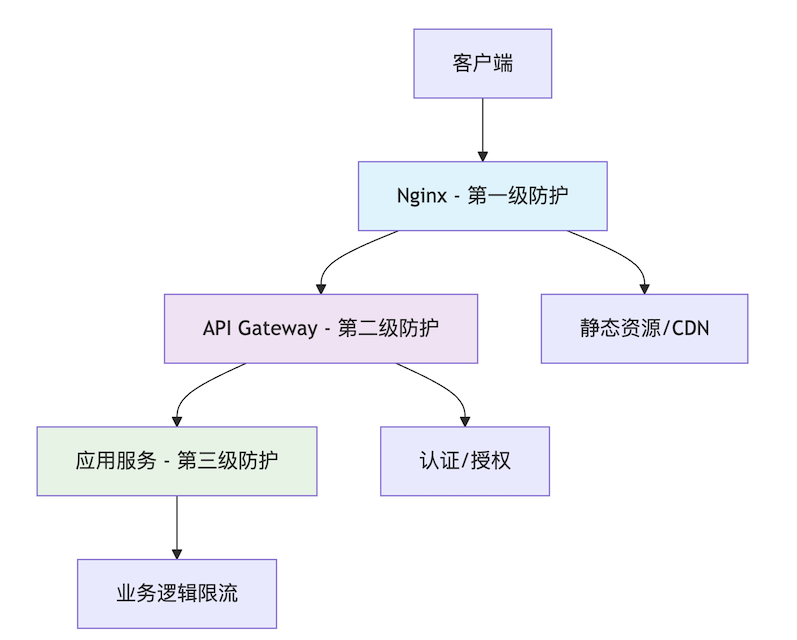 客户端
Nginx - 第一级防护
API Gateway - 第二级防护
静态资源/CDN
应用服务 - 第三级防护
认证/授权
业务逻辑限流